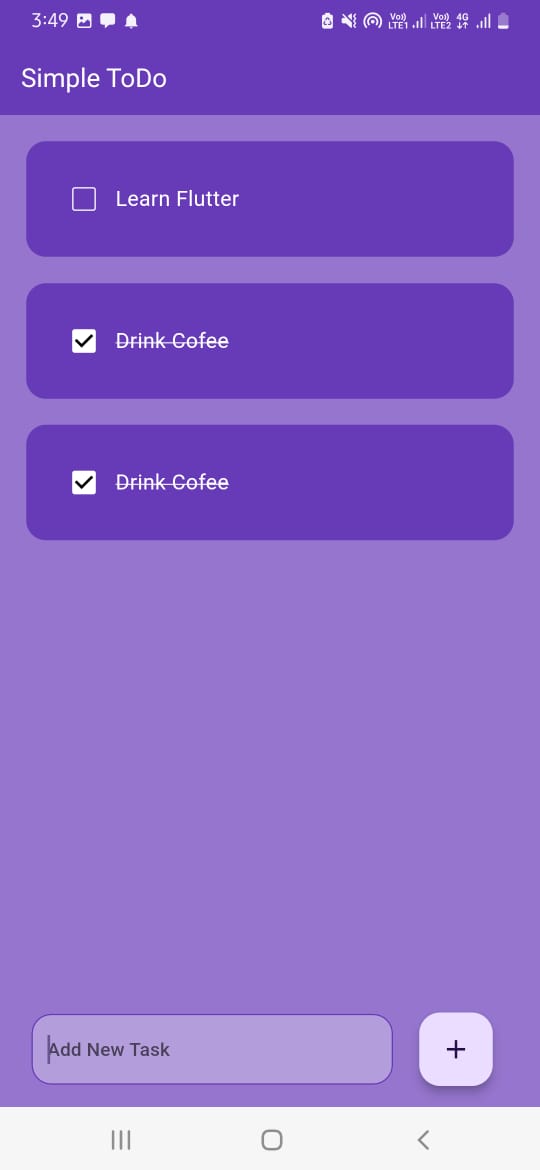 3:49 Vo)) LTE1 Vo)) LTE2 4G
Simple ToDo
Learn Flutter
Drink Cofee
Drink Cofee
Add New Task
+